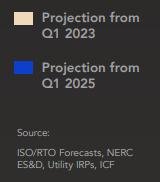 Projection from
Q1 2023
Projection from
Q1 2025
Source:
ISO/RTO Forecasts, NERC
ES&D, Utility IRPs, ICF